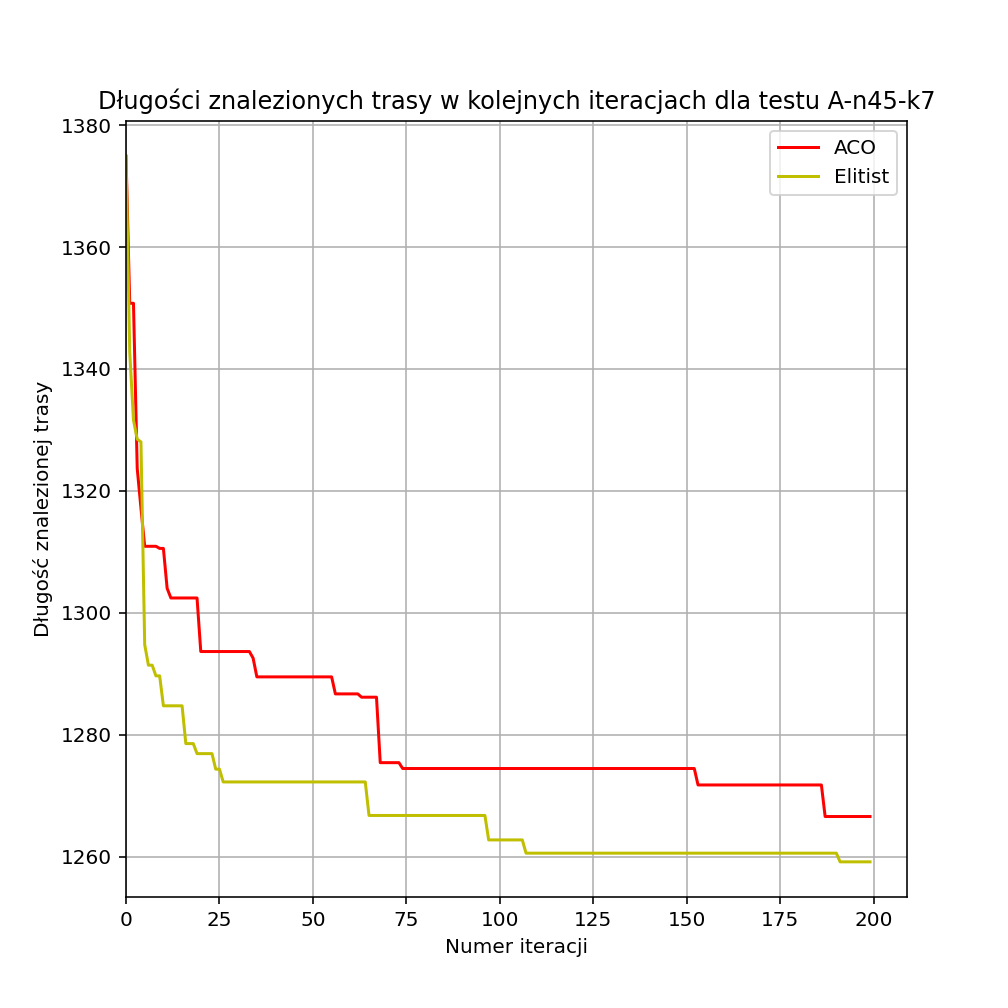 Długości znalezionych trasy w kolejnych iteracjach dla testu A-n45-k7
1380
1360
1340
1320
1300
1280
1260
Długość znalezionej trasy
ACO
Elitist
0 25 50 75 100 125 150 175 200
Numer iteracji